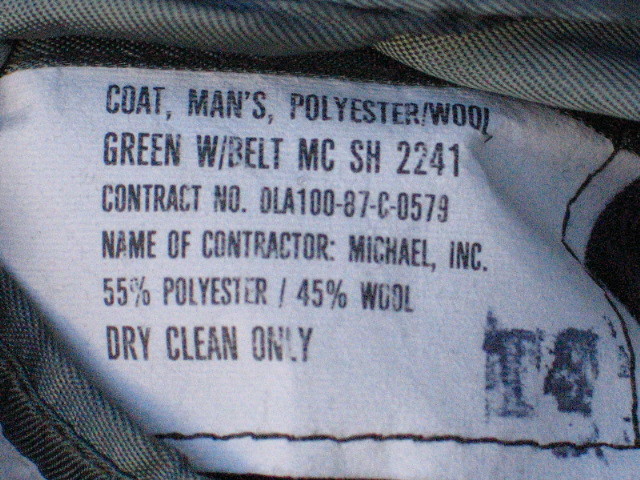 COAT, MAN'S, POLYESTER/WOOL
GREEN W/BELT MC SH 2241
CONTRACT NO. DLA100-87-C-0579
NAME OF CONTRACTOR: MICHAEL, INC.
55% POLYESTER / 45% WOOL
DRY CLEAN ONLY
14